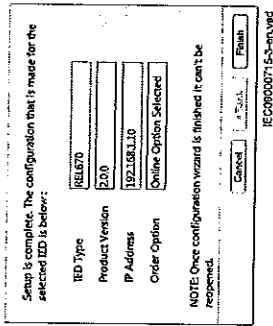 Setup is complete. The configuration that is made for the
selected IED is below:
IED Type
REL670
Product Version
2.0.0
IP Address
192.168.1.10
Order Option
Online Option Selected
NOTE: Once configuration wizard is finished it can't be
reopened.
Cancel
Finish
IEC09000715-3-en.vsd